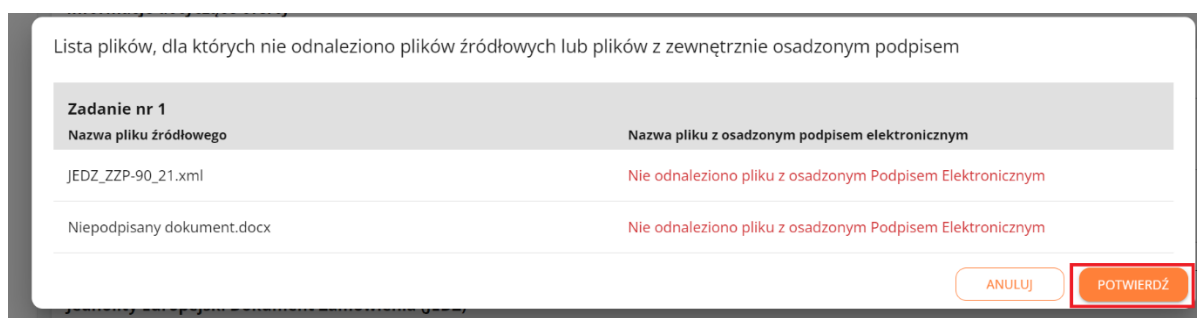 Lista plików, dla których nie odnaleziono plików źródłowych lub plików z zewnętrznie osadzonym podpisem
Zadanie nr 1
Nazwa pliku źródłowego Nazwa pliku z osadzonym podpisem elektronicznym
JEDZ_ZZP-90_21.xml Nie odnaleziono pliku z osadzonym Podpisem Elektronicznym
Niepodpisany dokument.docx Nie odnaleziono pliku z osadzonym Podpisem Elektronicznym
ANULUJ POTWIERDŹ